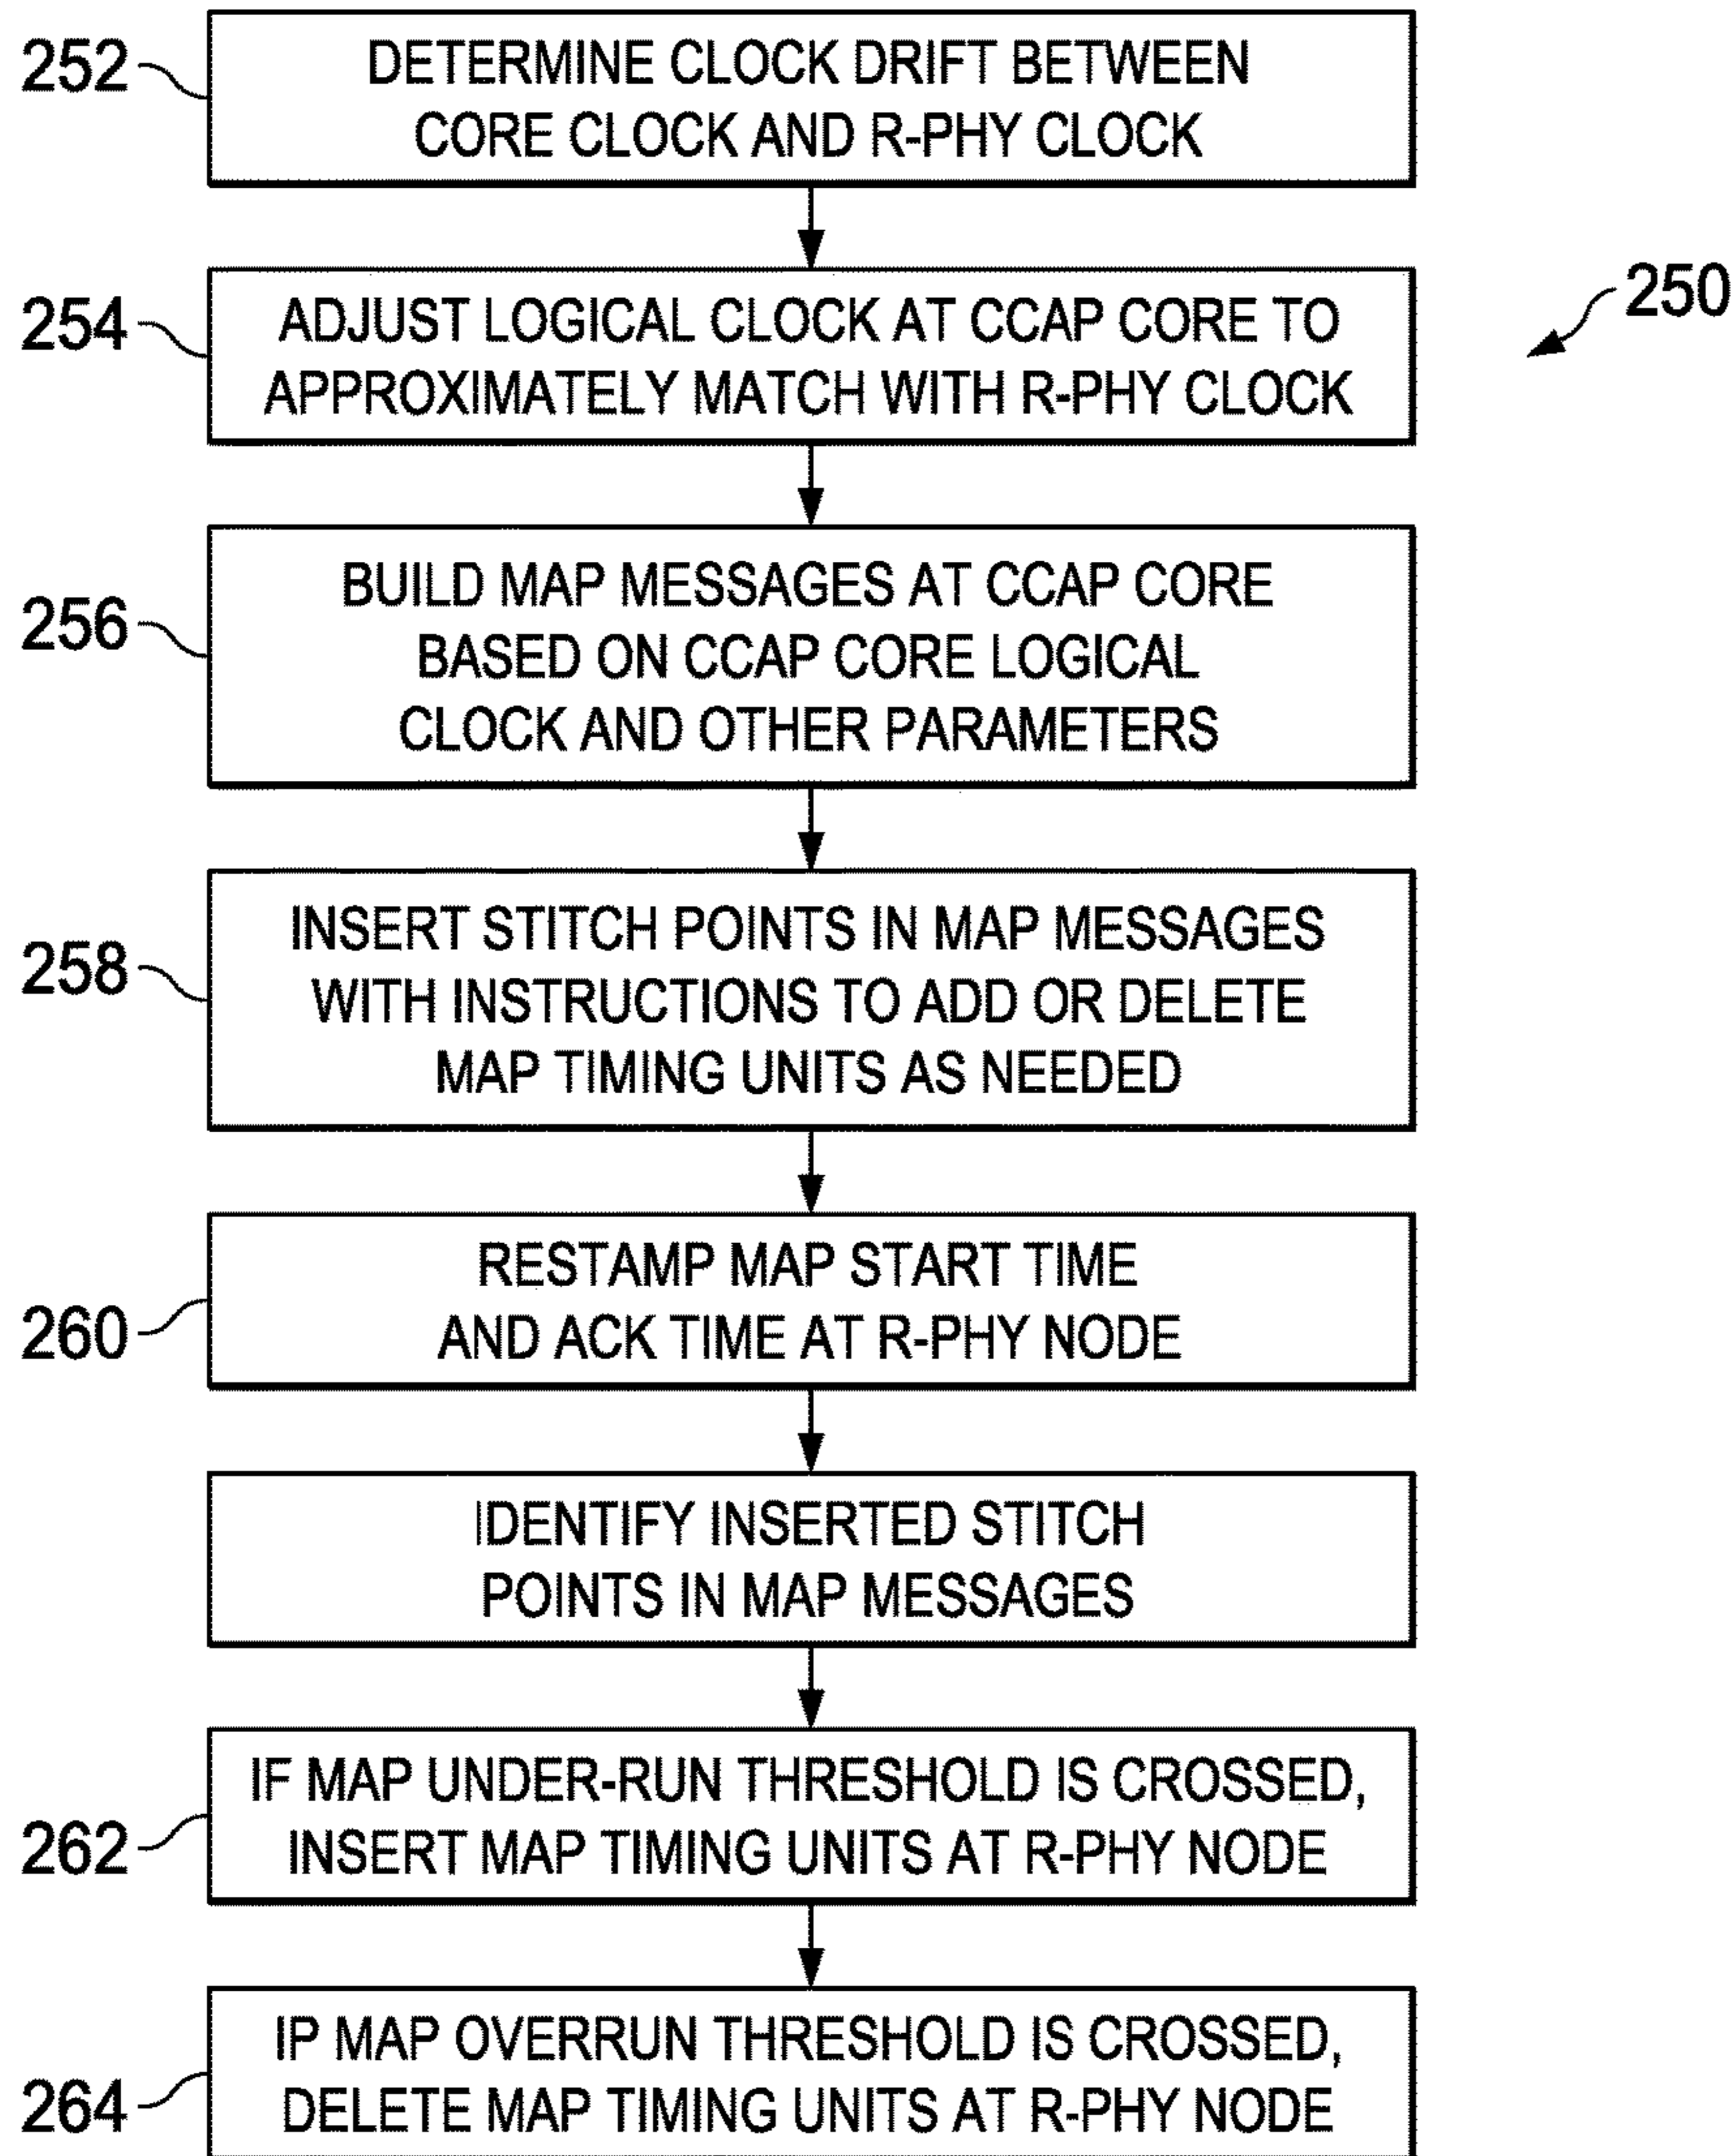 252
DETERMINE CLOCK DRIFT BETWEEN
CORE CLOCK AND R-PHY CLOCK
250
254
ADJUST LOGICAL CLOCK AT CCAP CORE TO
APPROXIMATELY MATCH WITH R-PHY CLOCK
256
BUILD MAP MESSAGES AT CCAP CORE
BASED ON CCAP CORE LOGICAL
CLOCK AND OTHER PARAMETERS
258
INSERT STITCH POINTS IN MAP MESSAGES
WITH INSTRUCTIONS TO ADD OR DELETE
MAP TIMING UNITS AS NEEDED
260
RESTAMP MAP START TIME
AND ACK TIME AT R-PHY NODE
IDENTIFY INSERTED STITCH
POINTS IN MAP MESSAGES
262
IF MAP UNDER-RUN THRESHOLD IS CROSSED,
INSERT MAP TIMING UNITS AT R-PHY NODE
264
IP MAP OVERRUN THRESHOLD IS CROSSED,
DELETE MAP TIMING UNITS AT R-PHY NODE